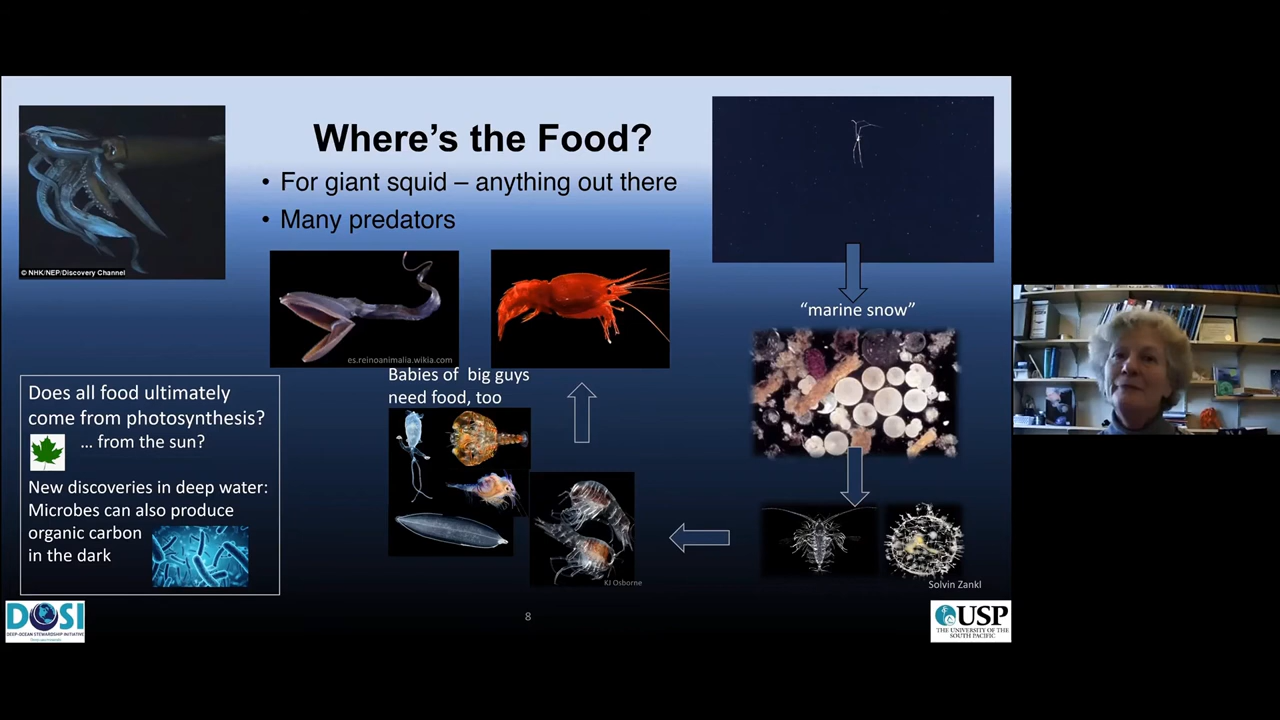 Where's the Food?
• For giant squid – anything out there
• Many predators
© NHK/NEP/Discovery Channel
es.reinoanimalia.wikia.com
"marine snow"
Babies of big guys
need food, too
Does all food ultimately
come from photosynthesis?
... from the sun?
New discoveries in deep water:
Microbes can also produce
organic carbon
in the dark
KJ Osborne
Solvin Zankl
DOSI
DEEP-OCEAN STEWARDSHIP INITIATIVE
8
USP
THE UNIVERSITY OF THE
SOUTH PACIFIC